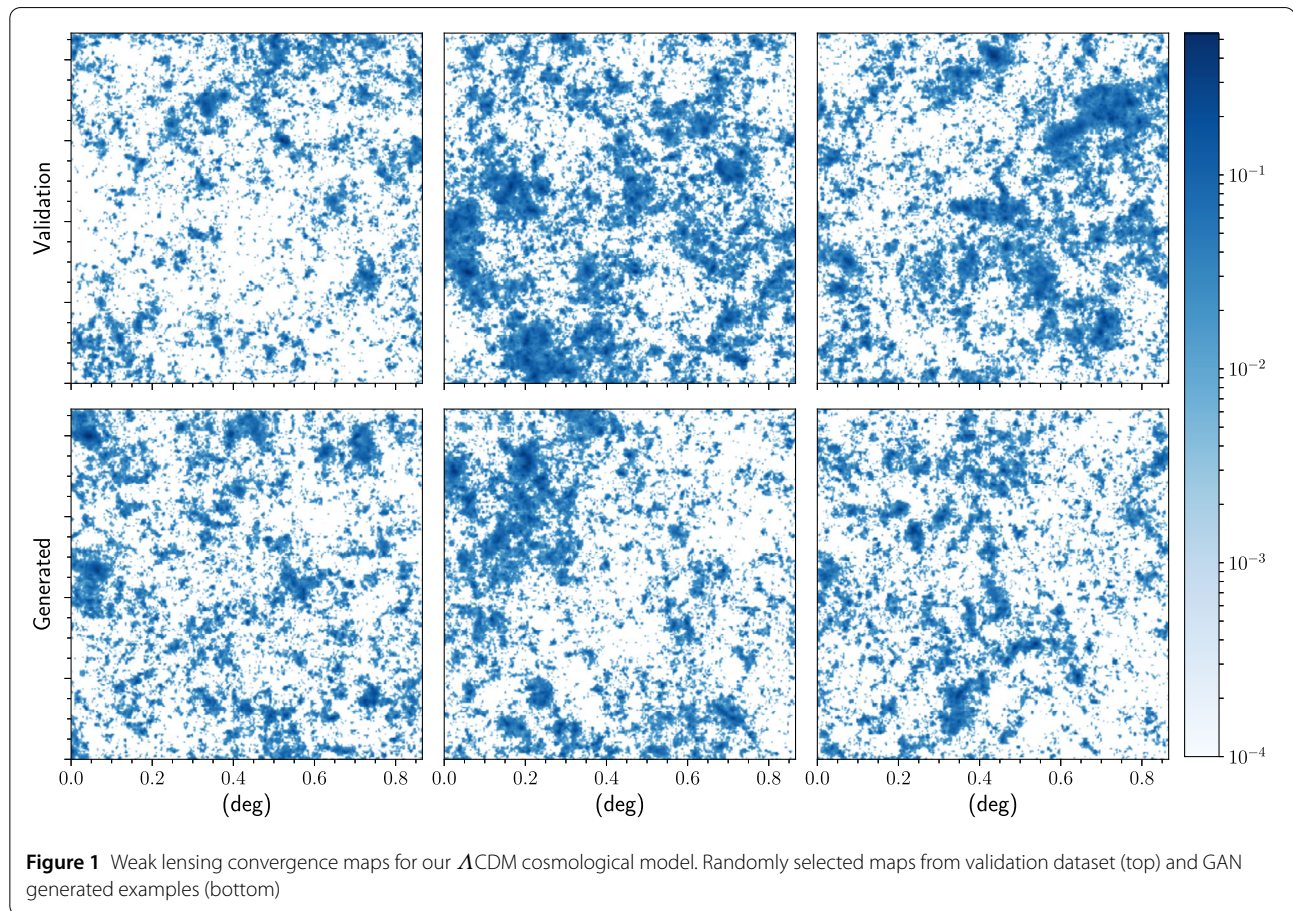 Validation
10⁻¹
10⁻²
10⁻³
10⁻⁴
Generated
0.0 0.2 0.4 0.6 0.8 0.0 0.2 0.4 0.6 0.8 0.0 0.2 0.4 0.6 0.8
(deg) (deg) (deg)
Figure 1 Weak lensing convergence maps for our ΛCDM cosmological model. Randomly selected maps from validation dataset (top) and GAN
generated examples (bottom)